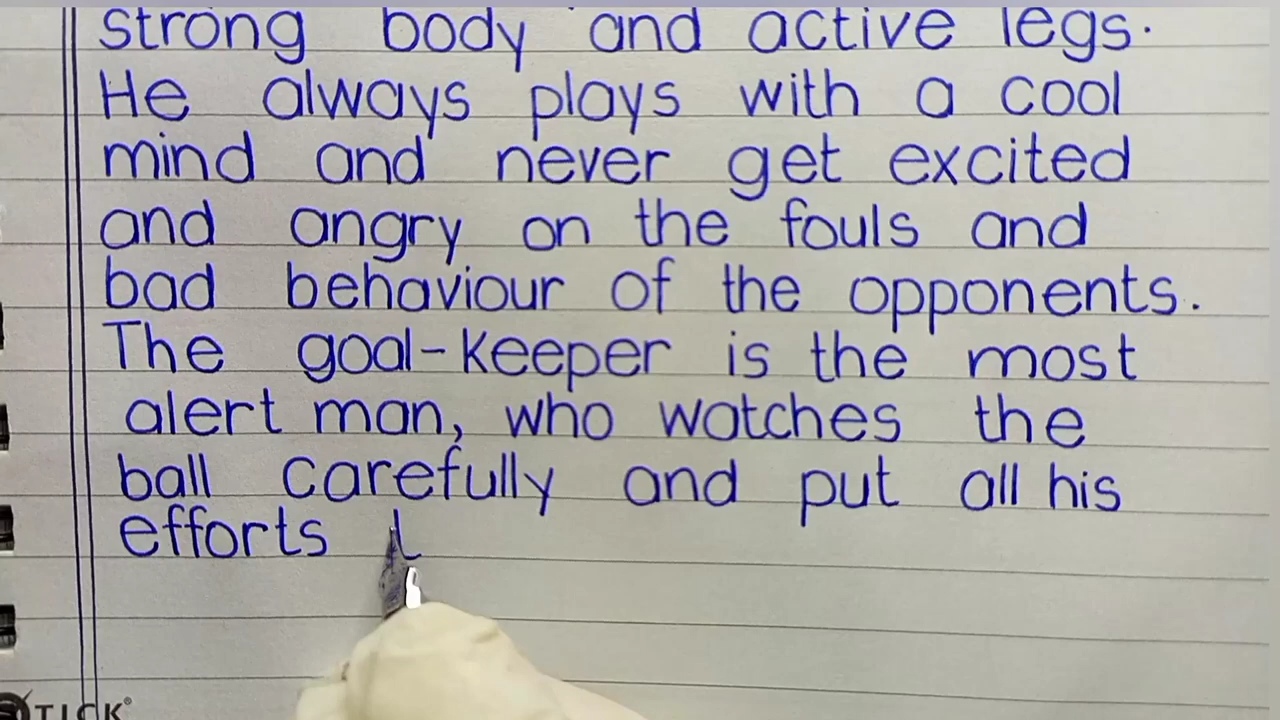 strong body and active legs.
He always plays with a cool
mind and never get excited
and angry on the fouls and
bad behaviour of the opponents.
The goal-keeper is the most
alert man, who watches the
ball carefully and put all his
efforts
TICK